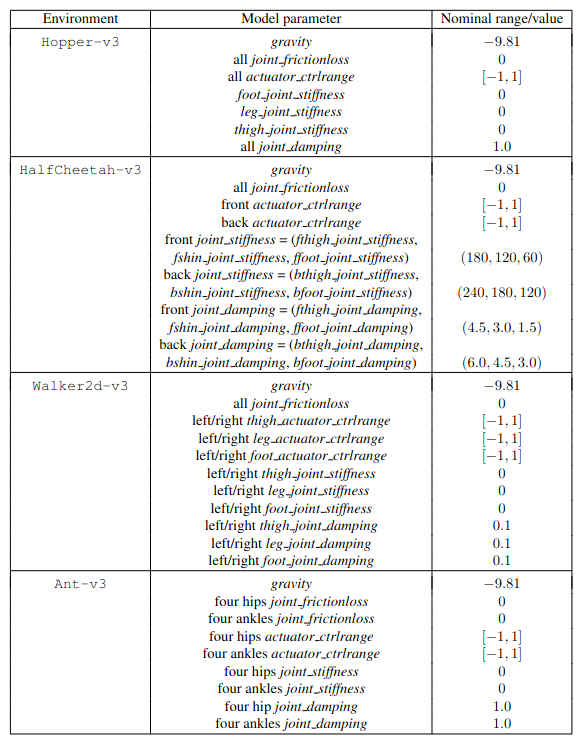 Environment Model parameter Nominal range/value
Hopper-v3 gravity −9.81
all joint_frictionloss 0
all actuator_ctrlrange [−1, 1]
foot_joint_stiffness 0
leg_joint_stiffness 0
thigh_joint_stiffness 0
all joint_damping 1.0
HalfCheetah-v3 gravity −9.81
all joint_frictionloss 0
front actuator_ctrlrange [−1, 1]
back actuator_ctrlrange [−1, 1]
front joint_stiffness = (fthigh_joint_stiffness,
fshin_joint_stiffness, ffoot_joint_stiffness) (180, 120, 60)
back joint_stiffness = (bthigh_joint_stiffness,
bshin_joint_stiffness, bfoot_joint_stiffness) (240, 180, 120)
front joint_damping = (fthigh_joint_damping,
fshin_joint_damping, ffoot_joint_damping) (4.5, 3.0, 1.5)
back joint_damping = (bthigh_joint_damping,
bshin_joint_damping, bfoot_joint_damping) (6.0, 4.5, 3.0)
Walker2d-v3 gravity −9.81
all joint_frictionloss 0
left/right thigh_actuator_ctrlrange [−1, 1]
left/right leg_actuator_ctrlrange [−1, 1]
left/right foot_actuator_ctrlrange [−1, 1]
left/right thigh_joint_stiffness 0
left/right leg_joint_stiffness 0
left/right foot_joint_stiffness 0
left/right thigh_joint_damping 0.1
left/right leg_joint_damping 0.1
left/right foot_joint_damping 0.1
Ant-v3 gravity −9.81
four hips joint_frictionloss 0
four ankles joint_frictionloss 0
four hips actuator_ctrlrange [−1, 1]
four ankles actuator_ctrlrange [−1, 1]
four hips joint_stiffness 0
four ankles joint_stiffness 0
four hip joint_damping 1.0
four ankles joint_damping 1.0